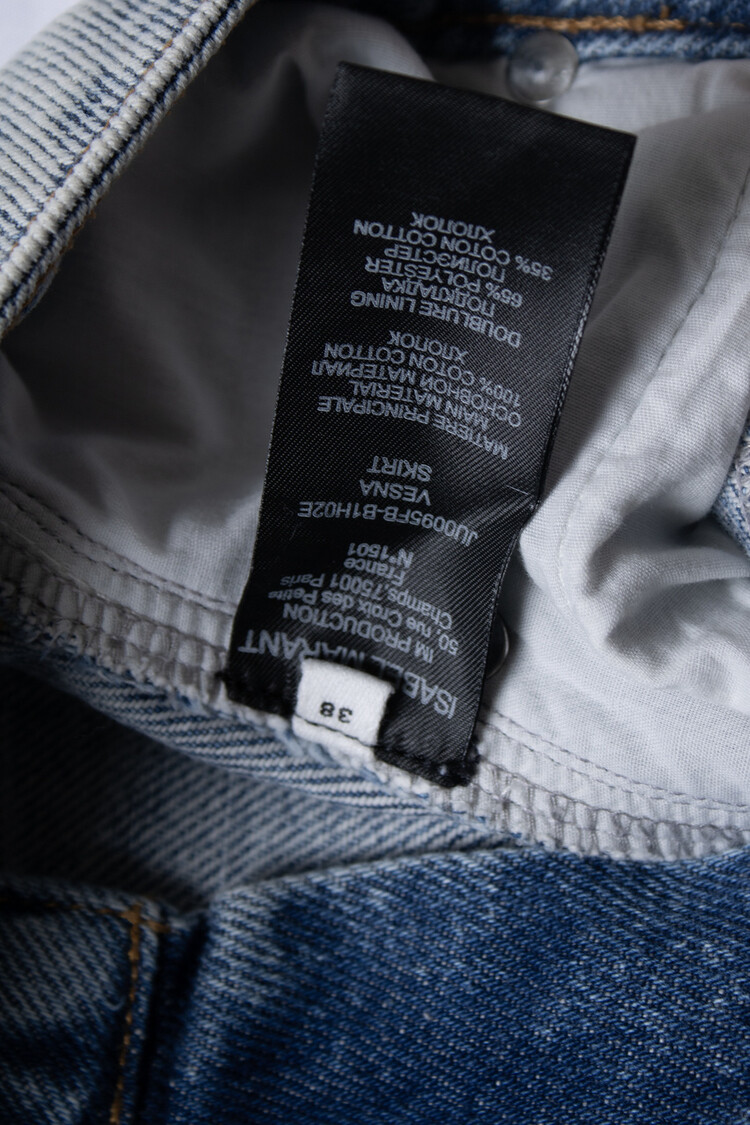 ISABEL MARANT
IM PRODUCTION
50, rue Croix des Petits
Champs, 75001 Paris
France
N°1501
JU0095FB-B1H02E
VESNA
SKIRT
MATIERE PRINCIPALE
MAIN MATERIAL
ОСНОВНОЙ МАТЕРИАЛ
100% COTON COTTON
ХЛОПОК
DOUBLURE LINING
ПОДКЛАДКА
65% POLYESTER
ПОЛИЭСТЕР
35% COTON COTTON
ХЛОПОК
38